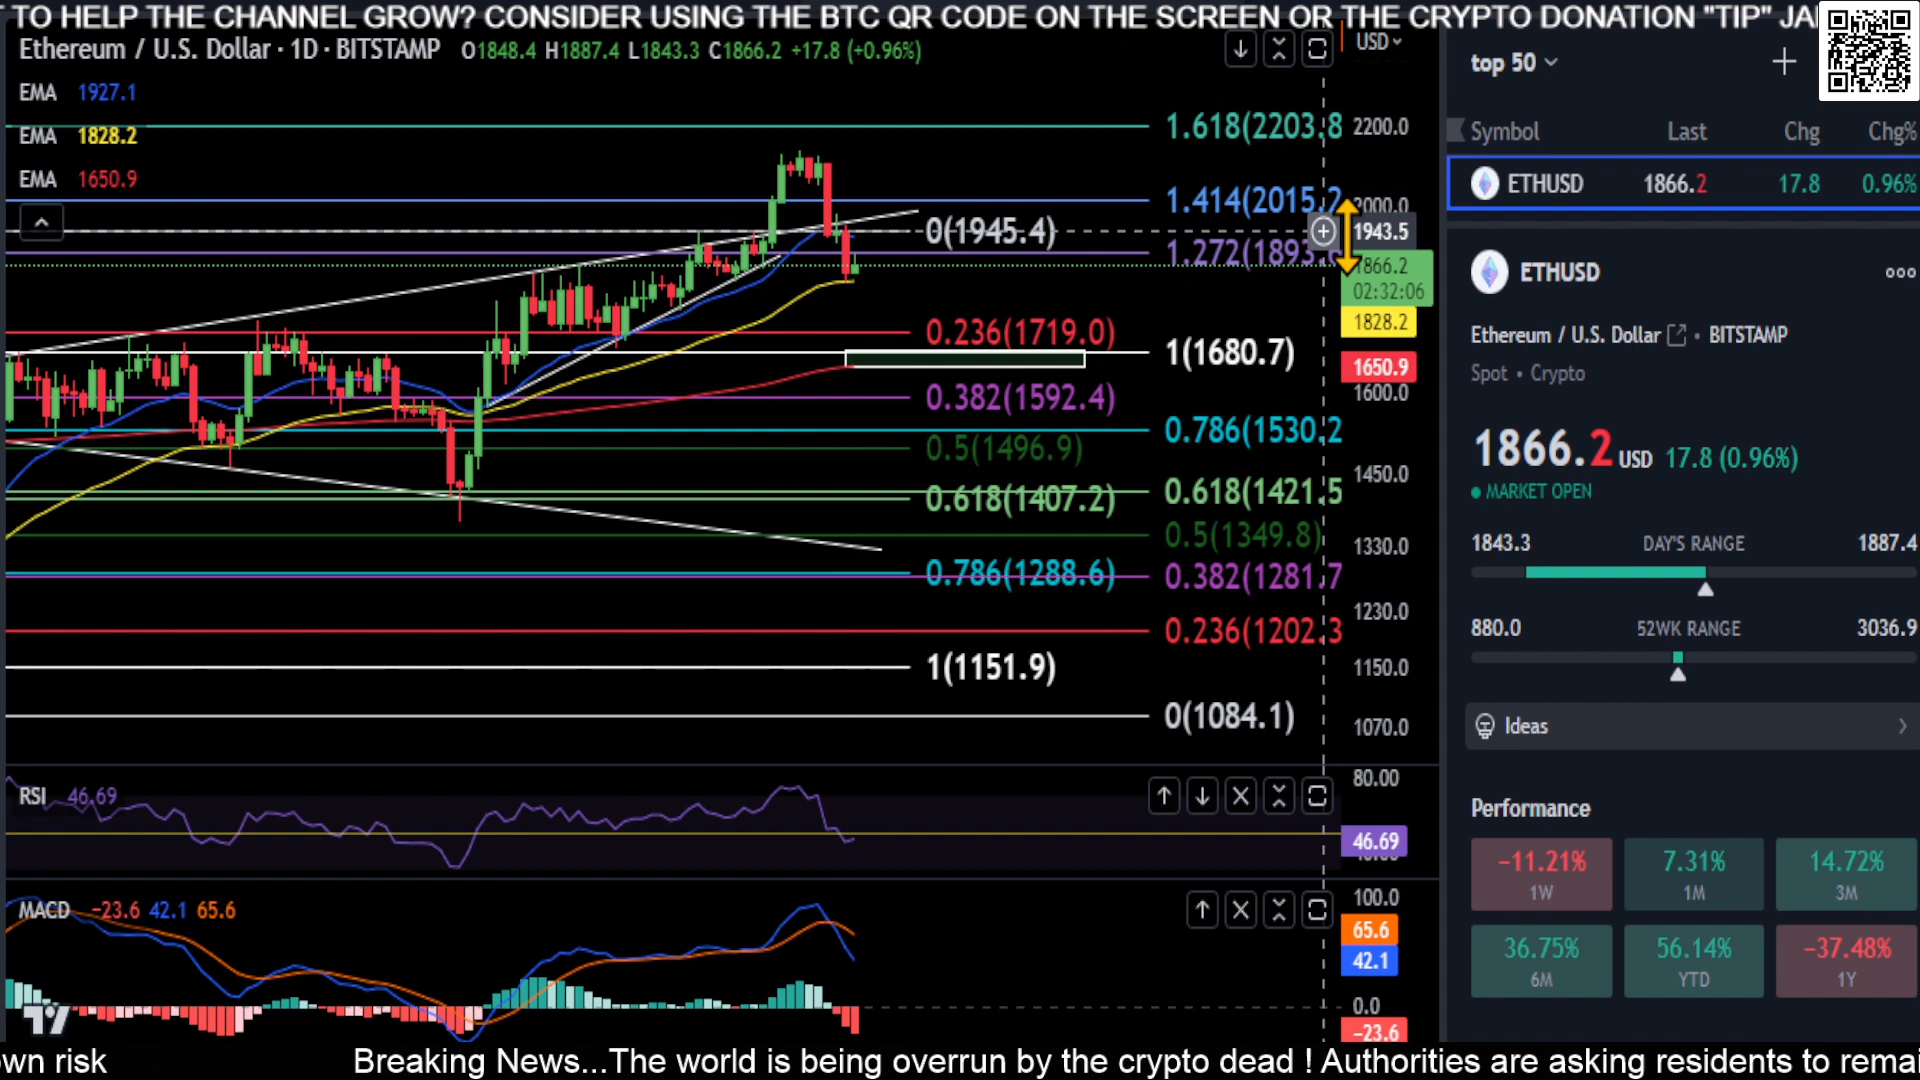 TO HELP THE CHANNEL GROW? CONSIDER USING THE BTC QR CODE ON THE SCREEN OR THE CRYPTO DONATION "TIP" JA
Ethereum / U.S. Dollar · 1D · BITSTAMP O1848.4 H1887.4 L1843.3 C1866.2 +17.8 (+0.96%)
USD
EMA 1927.1
EMA 1828.2
EMA 1650.9
1.618(2203.8
1.414(2015.2
0(1945.4)
1.272(1893.
0.236(1719.0)
1(1680.7)
0.382(1592.4)
0.786(1530.2
0.5(1496.9)
0.618(1407.2)
0.618(1421.5
0.5(1349.8)
0.786(1288.6)
0.382(1281.7
0.236(1202.3
1(1151.9)
0(1084.1)
2200.0
2000.0
1943.5
1866.2
02:32:06
1828.2
1650.9
1600.0
1450.0
1330.0
1230.0
1150.0
1070.0
RSI 46.69
80.00
46.69
MACD -23.6 42.1 65.6
100.0
65.6
42.1
0.0
-23.6
top 50
Symbol Last Chg Chg%
ETHUSD 1866.2 17.8 0.96%
ETHUSD
Ethereum / U.S. Dollar • BITSTAMP
Spot • Crypto
1866.2 USD 17.8 (0.96%)
MARKET OPEN
1843.3 DAY'S RANGE 1887.4
880.0 52WK RANGE 3036.9
Ideas
Performance
-11.21% 7.31% 14.72%
1W 1M 3M
36.75% 56.14% -37.48%
6M YTD 1Y
own risk Breaking News...The world is being overrun by the crypto dead ! Authorities are asking residents to remai